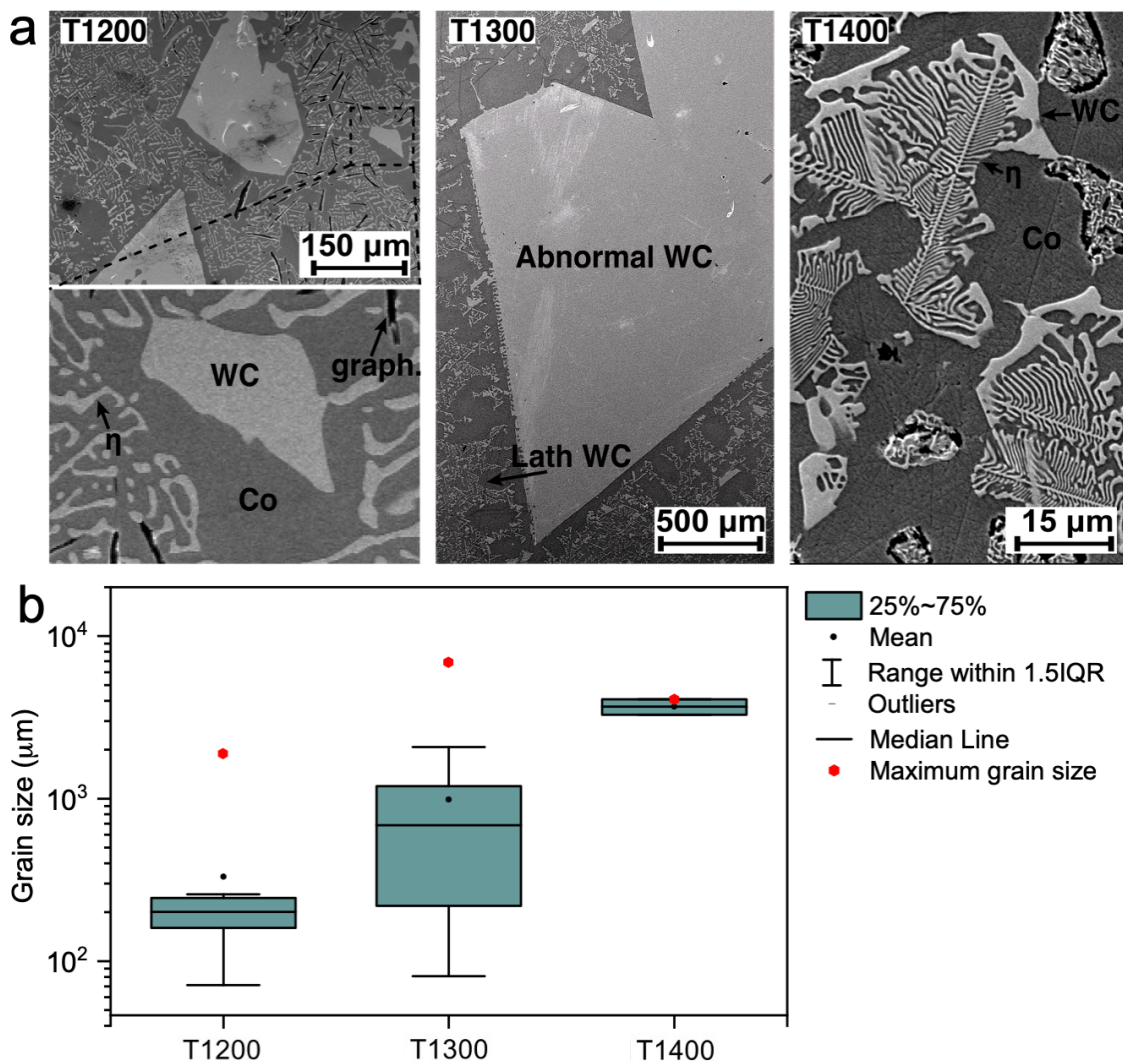 a
T1200
150 µm
WC
graph.
η
Co
T1300
Abnormal WC
Lath WC
500 µm
T1400
WC
η
Co
15 µm
b
Grain size (μm)
10⁴
10³
10²
T1200
T1300
T1400
25%~75%
Mean
Range within 1.5IQR
Outliers
Median Line
Maximum grain size